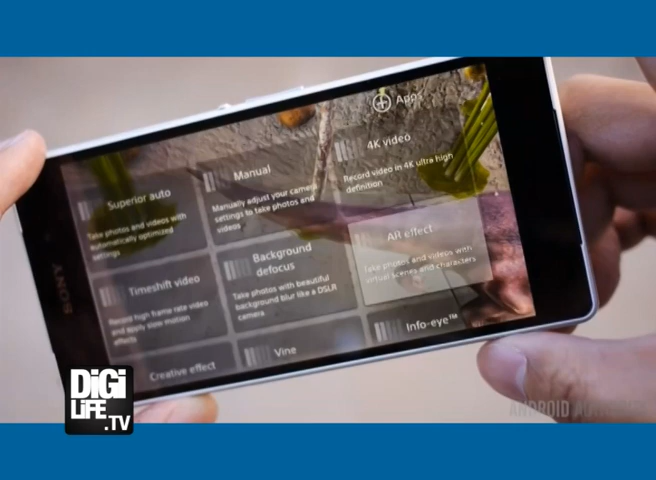 Apps
4K video
Record video in 4K ultra high
definition
Manual
Manually adjust your camera
settings to take photos and
videos
Superior auto
Take photos and videos with
automatically optimized
settings
AR effect
Take photos and videos with
virtual scenes and characters
Background
defocus
Take photos with beautiful
background blur like a DSLR
camera
Timeshift video
Record high frame rate video
and apply slow motion
effects
Info-eye™
Vine
Creative effect
SONY
DiGi
LiFE
.TV
ANDROID